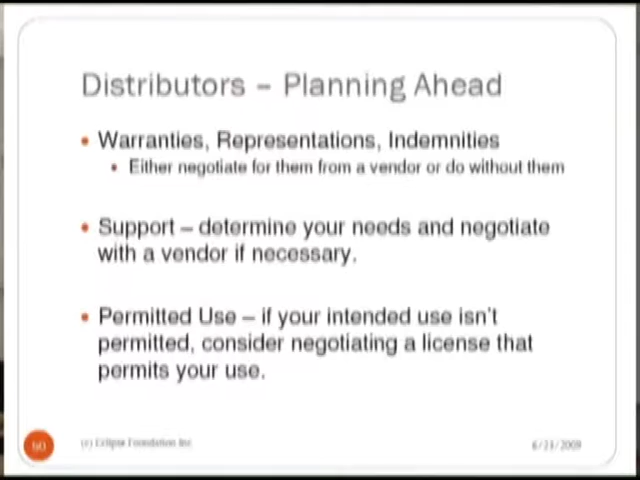 Distributors – Planning Ahead
• Warranties, Representations, Indemnities
• Either negotiate for them from a vendor or do without them
• Support – determine your needs and negotiate
with a vendor if necessary.
• Permitted Use – if your intended use isn't
permitted, consider negotiating a license that
permits your use.
60
(c) Eclipse Foundation Inc
6/23/2009